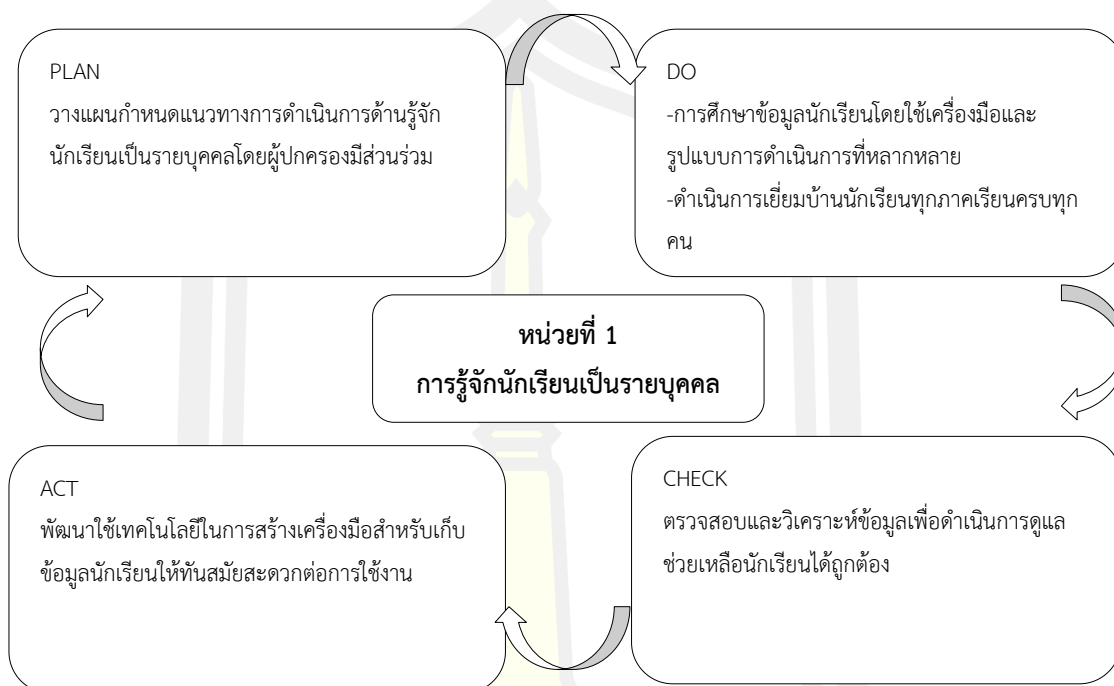 PLAN
วางแผนกำหนดแนวทางการดำเนินการด้านรู้จัก
นักเรียนเป็นรายบุคคลโดยผู้ปกครองมีส่วนร่วม
DO
-การศึกษาข้อมูลนักเรียนโดยใช้เครื่องมือและ
รูปแบบการดำเนินการที่หลากหลาย
-ดำเนินการเยี่ยมบ้านนักเรียนทุกภาคเรียนครบทุก
คน
หน่วยที่ 1
การรู้จักนักเรียนเป็นรายบุคคล
ACT
พัฒนาใช้เทคโนโลยีในการสร้างเครื่องมือสำหรับเก็บ
ข้อมูลนักเรียนให้ทันสมัยสะดวกต่อการใช้งาน
CHECK
ตรวจสอบและวิเคราะห์ข้อมูลเพื่อดำเนินการดูแล
ช่วยเหลือนักเรียนได้ถูกต้อง